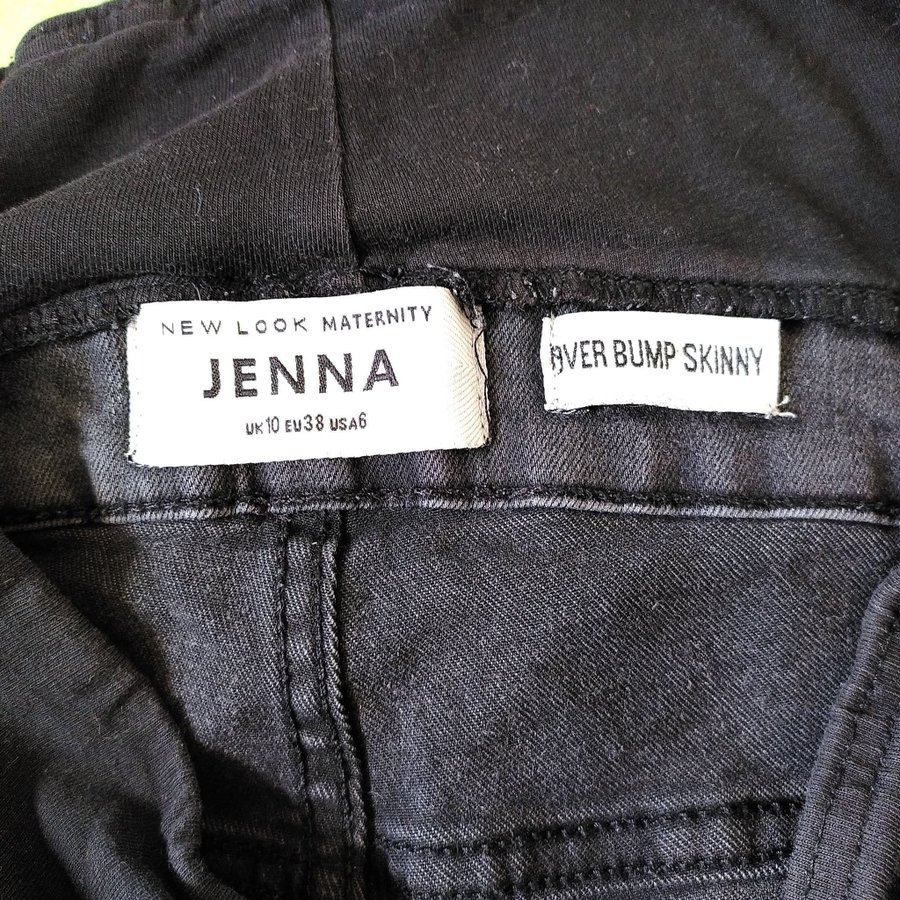 NEW LOOK MATERNITY
JENNA
UK10 EU38 USA6
OVER BUMP SKINNY